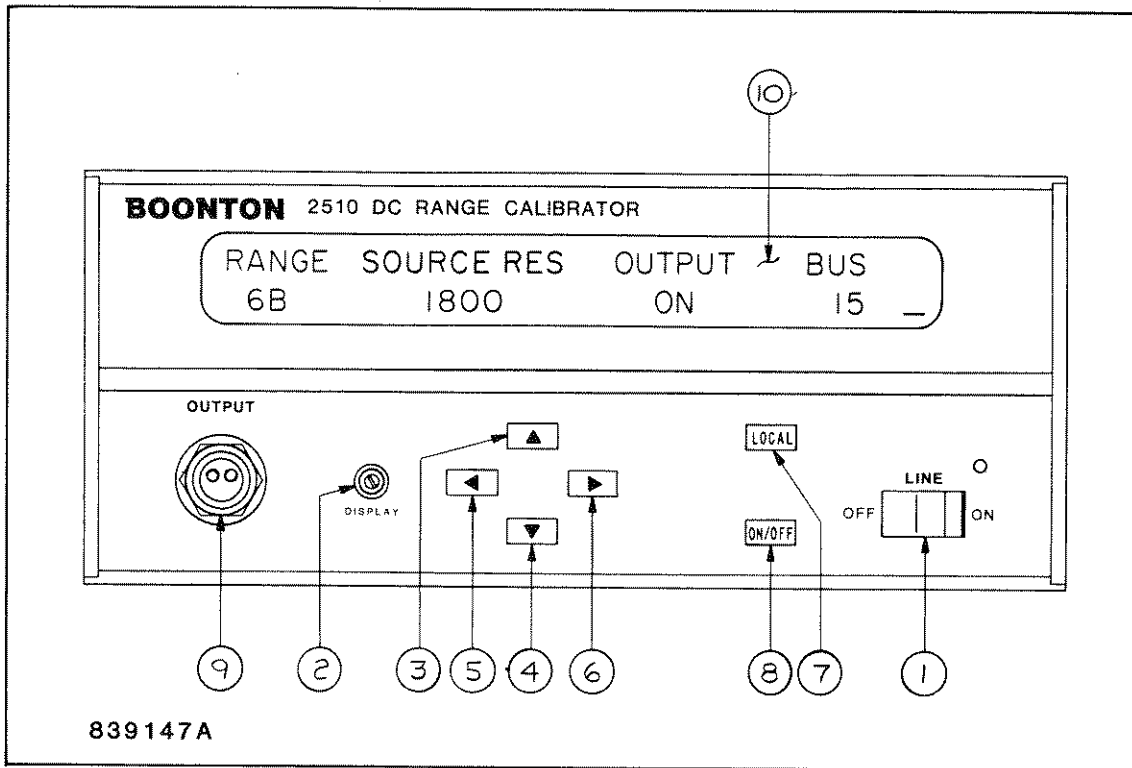 10
BOONTON 2510 DC RANGE CALIBRATOR
RANGE SOURCE RES OUTPUT BUS
6B 1800 ON 15 _
OUTPUT
DISPLAY
LOCAL
ON/OFF
LINE
OFF ON
9 2 3 5 4 6 8 7 1
839147A